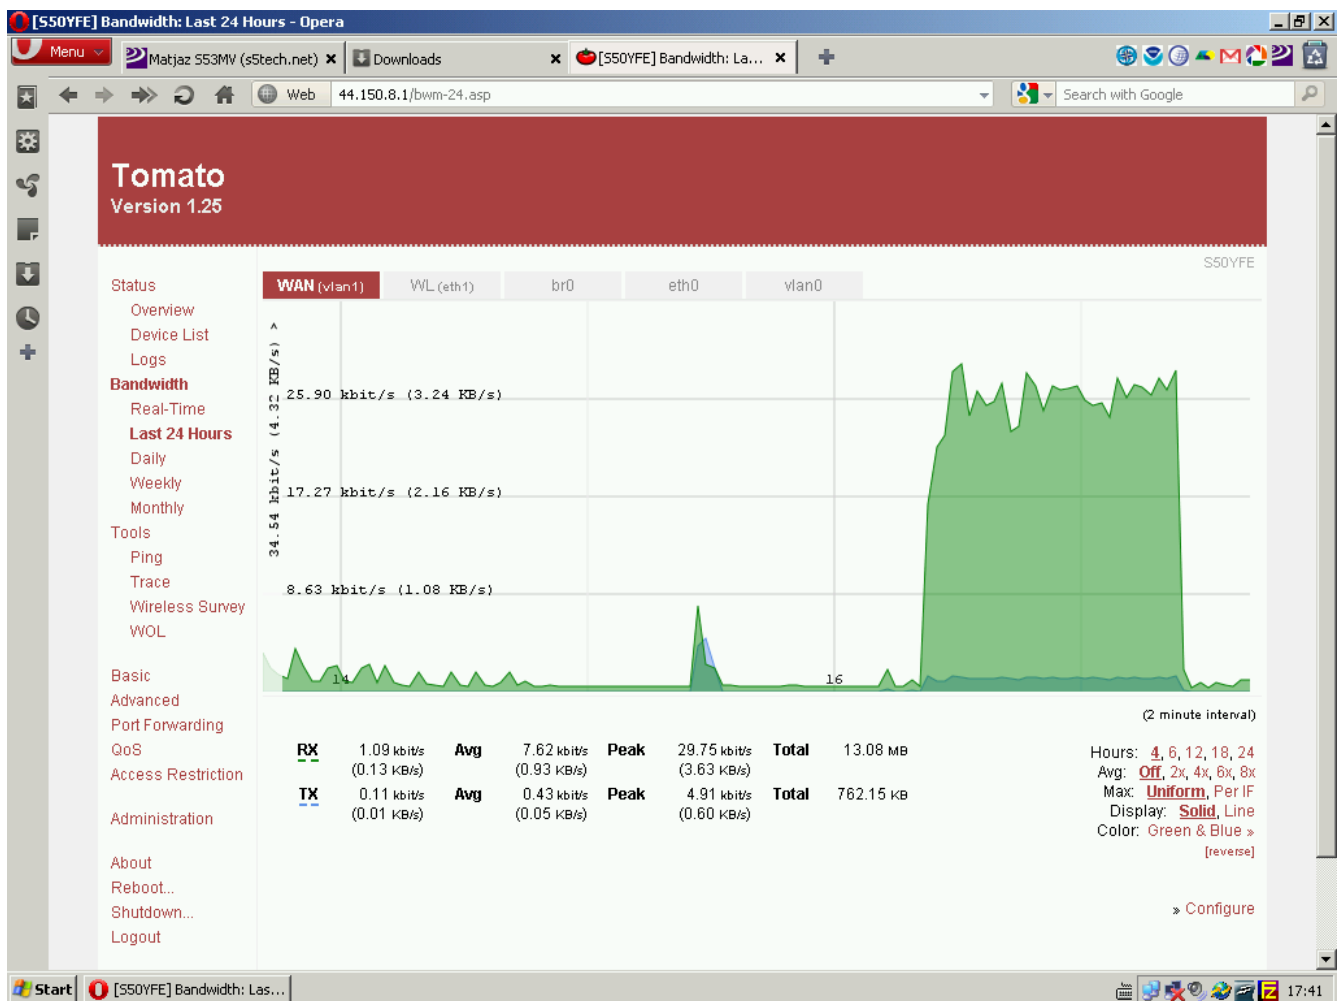 [S50YFE] Bandwidth: Last 24 Hours - Opera
Menu
Matjaz S53MV (s5tech.net)
Downloads
[S50YFE] Bandwidth: La...
Web
44.150.8.1/bwm-24.asp
Search with Google
Tomato
Version 1.25
S50YFE
Status
Overview
Device List
Logs
Bandwidth
Real-Time
Last 24 Hours
Daily
Weekly
Monthly
Tools
Ping
Trace
Wireless Survey
WOL
Basic
Advanced
Port Forwarding
QoS
Access Restriction
Administration
About
Reboot...
Shutdown...
Logout
WAN (vlan1) WL (eth1) br0 eth0 vlan0
34.54 kbit/s (4.32 KB/s) >
25.90 kbit/s (3.24 KB/s)
17.27 kbit/s (2.16 KB/s)
8.63 kbit/s (1.08 KB/s)
14 16
(2 minute interval)
RX 1.09 kbit/s Avg 7.62 kbit/s Peak 29.75 kbit/s Total 13.08 MB
(0.13 KB/s) (0.93 KB/s) (3.63 KB/s)
TX 0.11 kbit/s Avg 0.43 kbit/s Peak 4.91 kbit/s Total 762.15 KB
(0.01 KB/s) (0.05 KB/s) (0.60 KB/s)
Hours: 4, 6, 12, 18, 24
Avg: Off, 2x, 4x, 6x, 8x
Max: Uniform, Per IF
Display: Solid, Line
Color: Green & Blue »
[reverse]
» Configure
Start
[S50YFE] Bandwidth: Las...
17:41